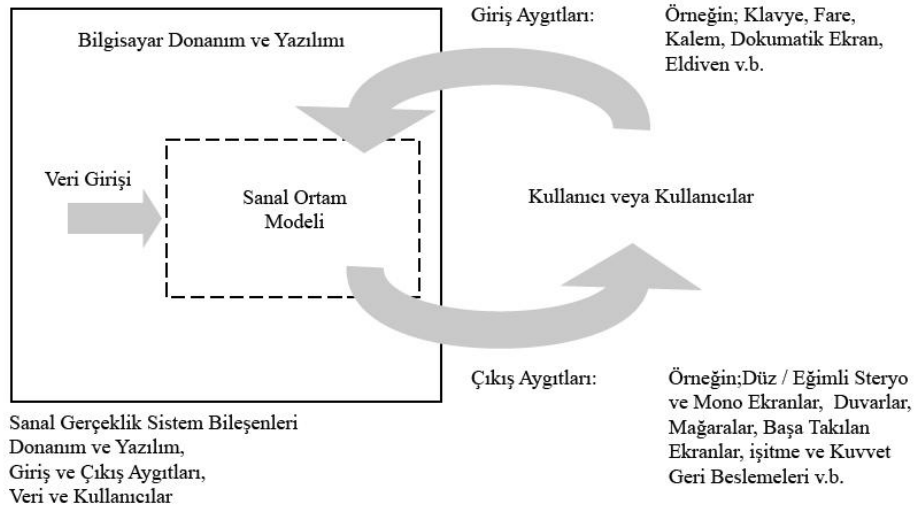 Giriş Aygıtları:
Örneğin; Klavye, Fare,
Kalem, Dokumatik Ekran,
Eldiven v.b.
Bilgisayar Donanım ve Yazılımı
Veri Girişi
Sanal Ortam
Modeli
Kullanıcı veya Kullanıcılar
Çıkış Aygıtları:
Örneğin;Düz / Eğimli Steryo
ve Mono Ekranlar, Duvarlar,
Mağaralar, Başa Takılan
Ekranlar, işitme ve Kuvvet
Geri Beslemeleri v.b.
Sanal Gerçeklik Sistem Bileşenleri
Donanım ve Yazılım,
Giriş ve Çıkış Aygıtları,
Veri ve Kullanıcılar